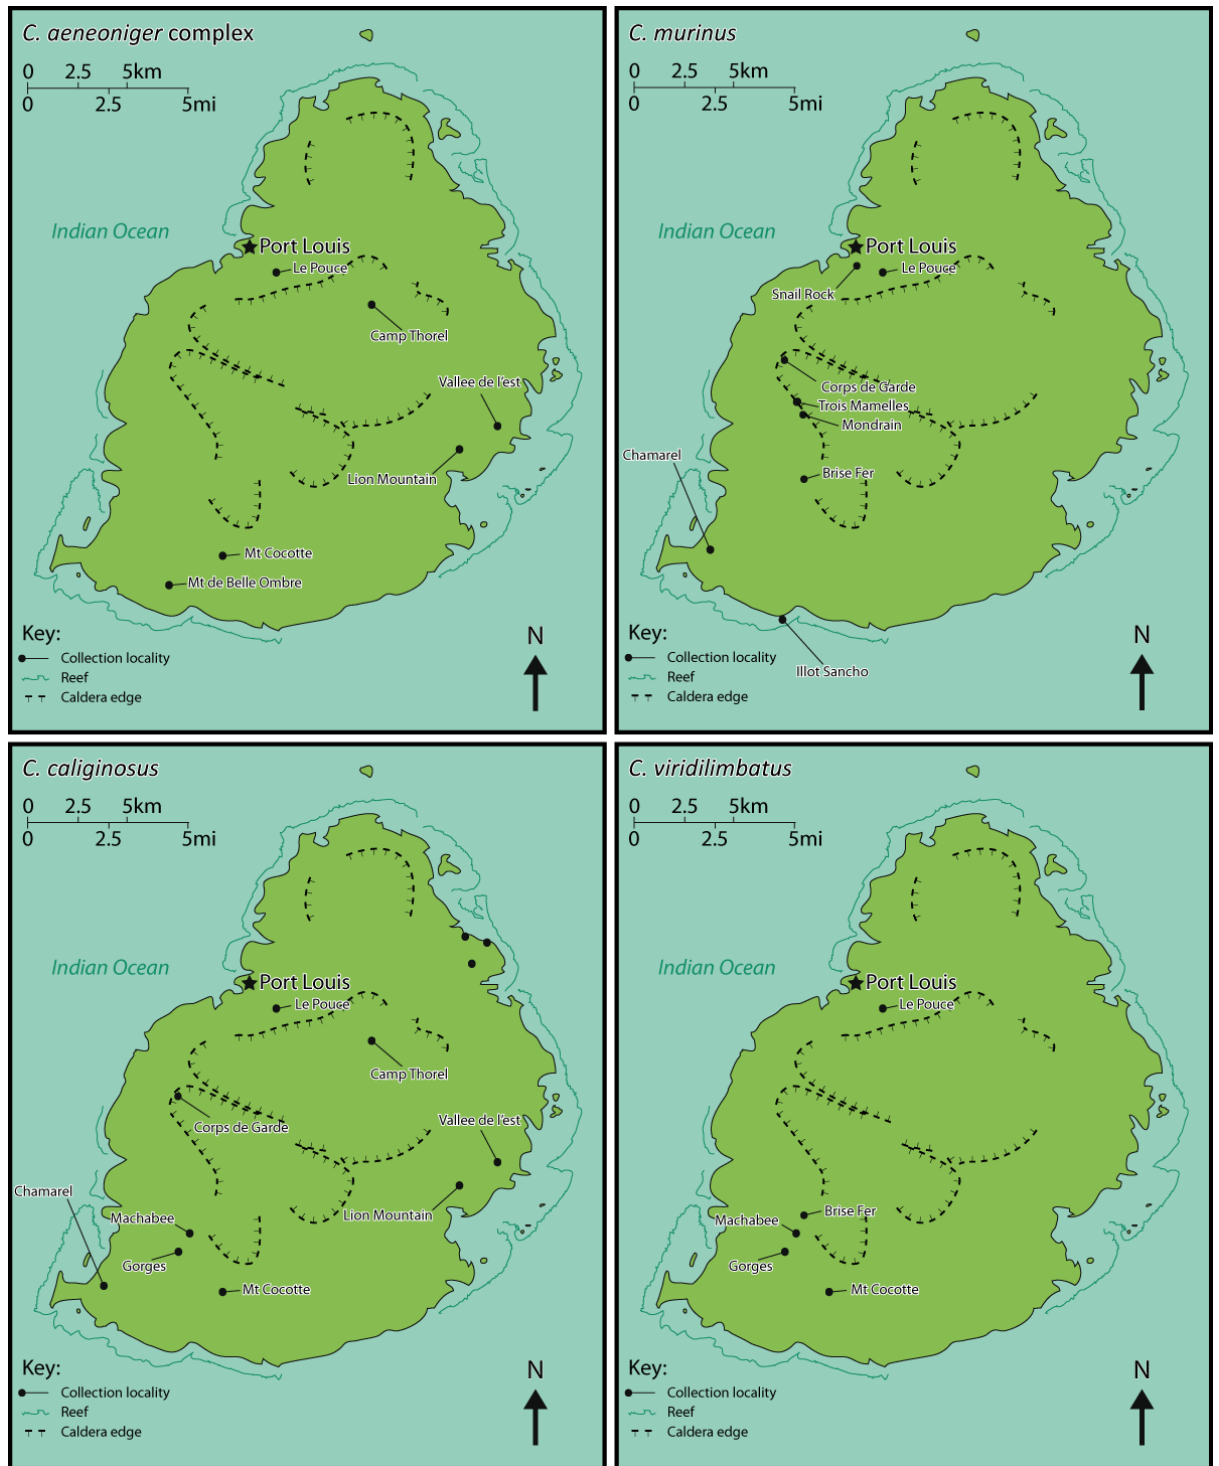 C. aeneoniger complex
0 2.5 5km
0 2.5 5mi
Indian Ocean
Port Louis
Le Pouce
Camp Thorel
Vallee de l'est
Lion Mountain
Mt Cocotte
Mt de Belle Ombre
Key:
Collection locality
Reef
Caldera edge
N
C. murinus
0 2.5 5km
0 2.5 5mi
Indian Ocean
Port Louis
Le Pouce
Snail Rock
Corps de Garde
Trois Mamelles
Mondrain
Chamarel
Brise Fer
Illot Sancho
Key:
Collection locality
Reef
Caldera edge
N
C. caliginosus
0 2.5 5km
0 2.5 5mi
Indian Ocean
Port Louis
Le Pouce
Camp Thorel
Corps de Garde
Vallee de l'est
Chamarel
Machabee
Lion Mountain
Gorges
Mt Cocotte
Key:
Collection locality
Reef
Caldera edge
N
C. viridilimbatus
0 2.5 5km
0 2.5 5mi
Indian Ocean
Port Louis
Le Pouce
Brise Fer
Machabee
Gorges
Mt Cocotte
Key:
Collection locality
Reef
Caldera edge
N